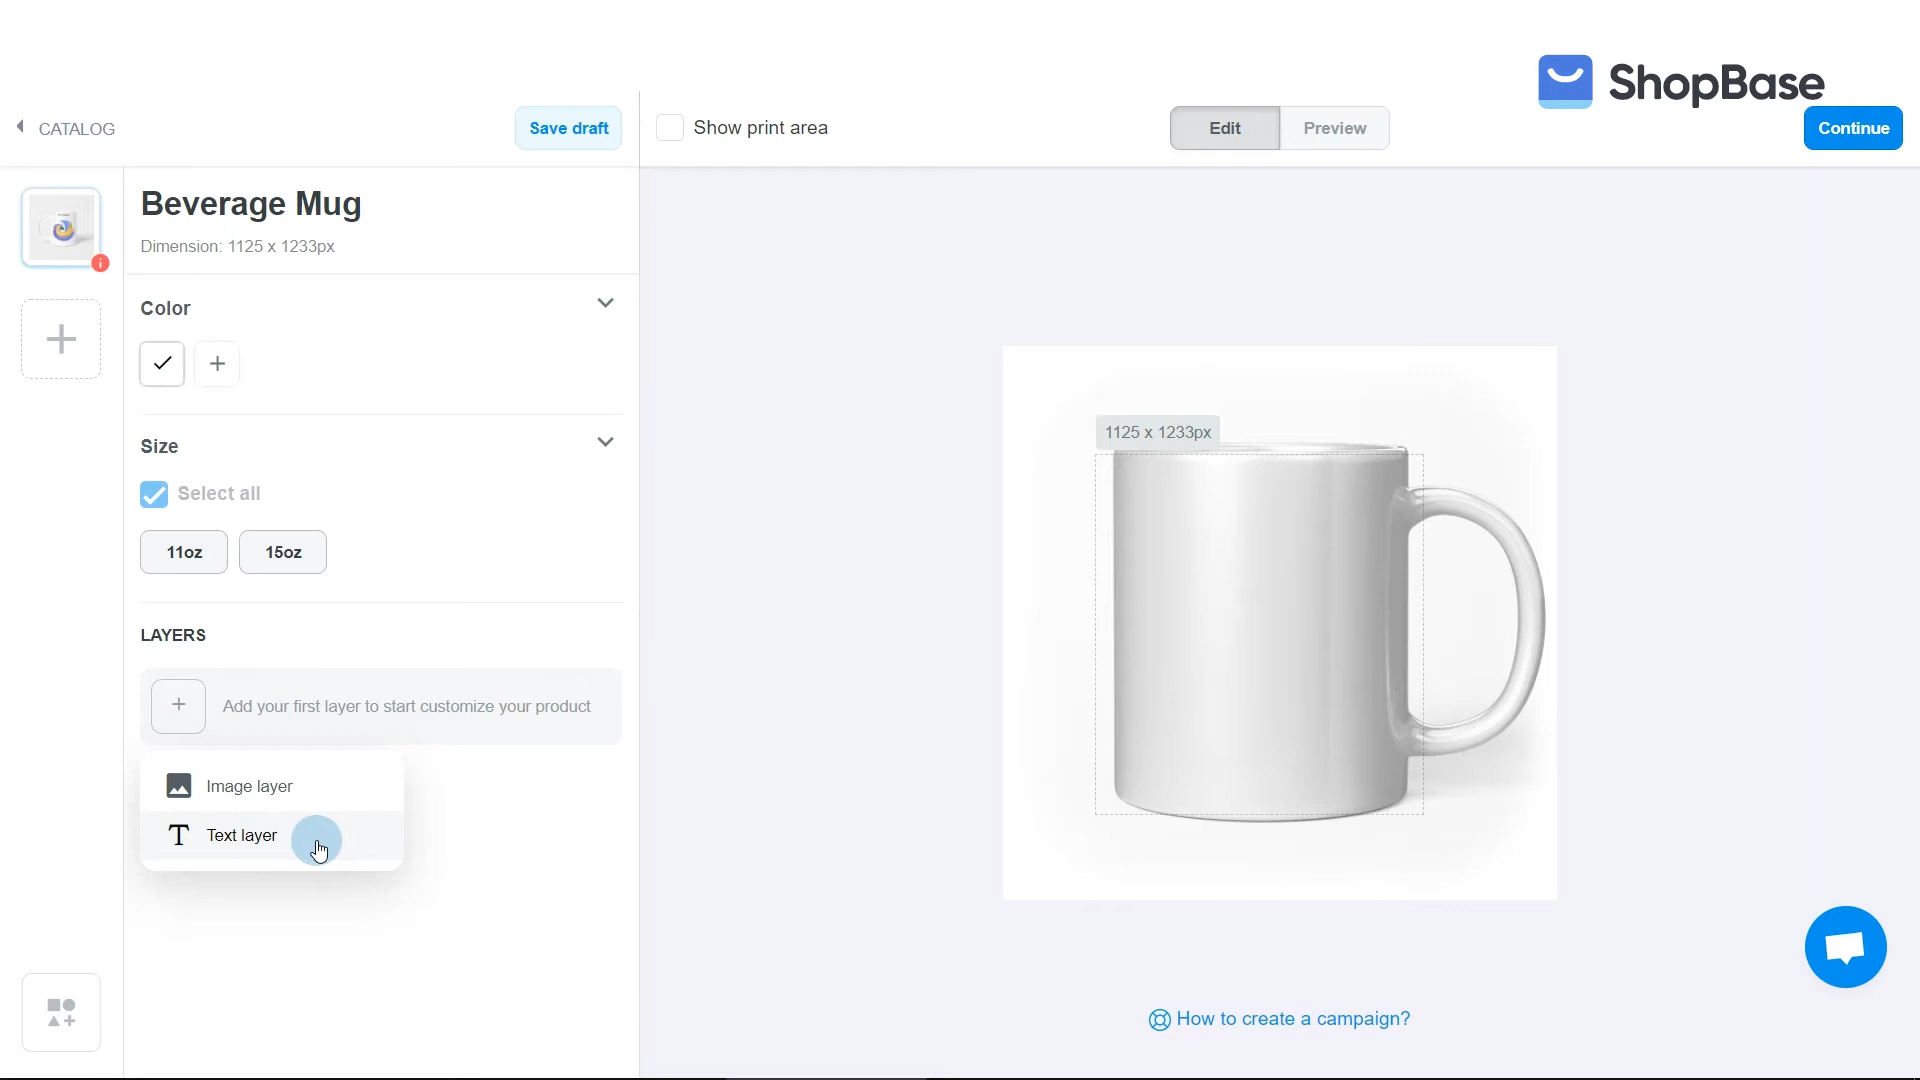 ShopBase
CATALOG
Save draft
Show print area
Edit
Preview
Continue
Beverage Mug
Dimension: 1125 x 1233px
Color
Size
Select all
11oz
15oz
LAYERS
Add your first layer to start customize your product
Image layer
Text layer
1125 x 1233px
How to create a campaign?